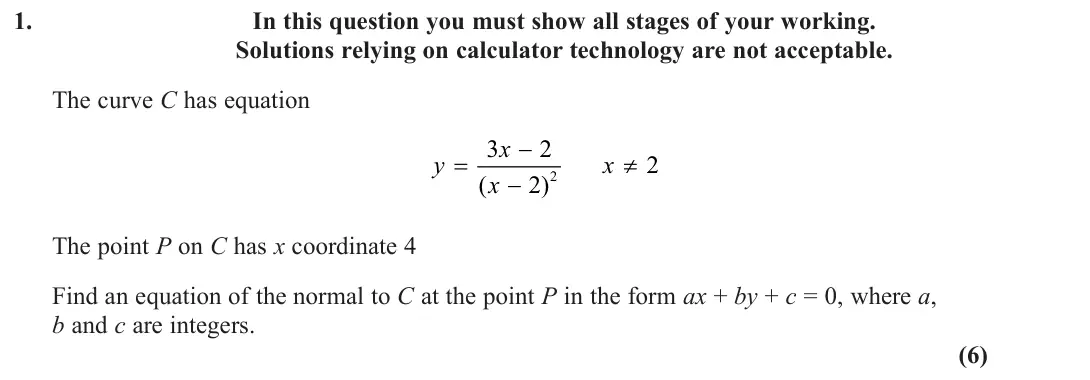 1. In this question you must show all stages of your working.
Solutions relying on calculator technology are not acceptable.
The curve C has equation
y = \frac{3x − 2}{(x − 2)^2} x ≠ 2
The point P on C has x coordinate 4
Find an equation of the normal to C at the point P in the form ax + by + c = 0, where a,
b and c are integers.
(6)